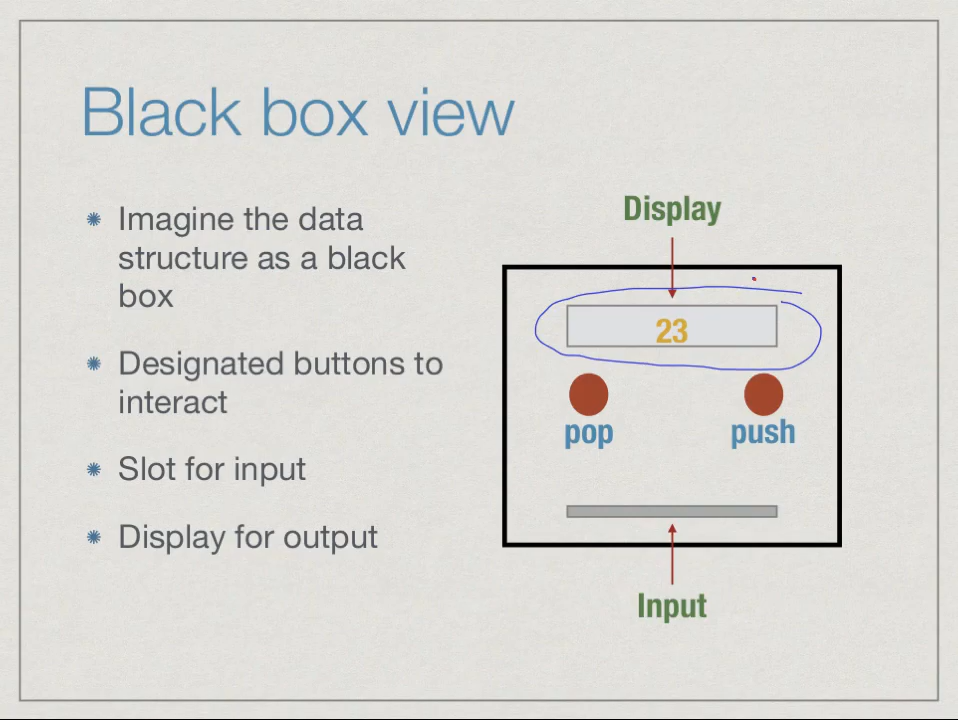 Black box view
Imagine the data
structure as a black
box
Designated buttons to
interact
Slot for input
Display for output
Display
23
pop push
Input